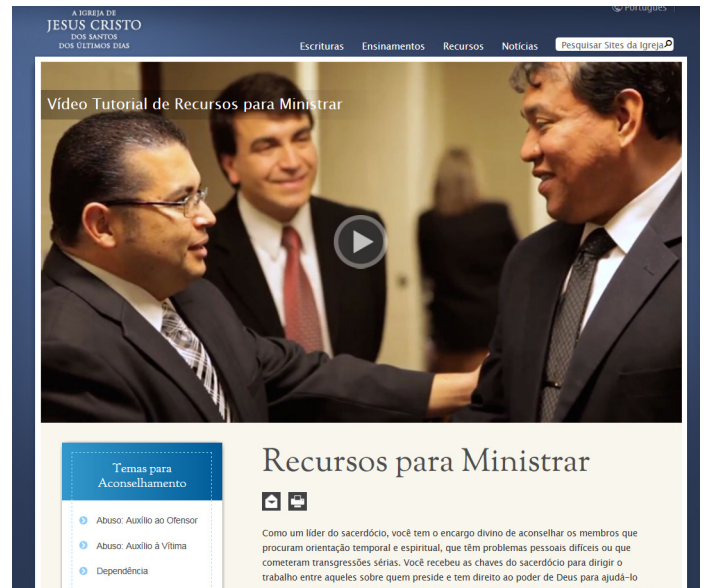 Português
A IGREJA DE
JESUS CRISTO
DOS SANTOS
DOS ÚLTIMOS DIAS
Escrituras Ensinamentos Recursos Notícias Pesquisar Sites da Igreja
Vídeo Tutorial de Recursos para Ministrar
Temas para
Aconselhamento
Abuso: Auxílio ao Ofensor
Abuso: Auxílio à Vítima
Dependência
Recursos para Ministrar
Como um líder do sacerdócio, você tem o encargo divino de aconselhar os membros que
procuram orientação temporal e espiritual, que têm problemas pessoais difíceis ou que
cometeram transgressões sérias. Você recebeu as chaves do sacerdócio para dirigir o
trabalho entre aqueles sobre quem preside e tem direito ao poder de Deus para ajudá-lo